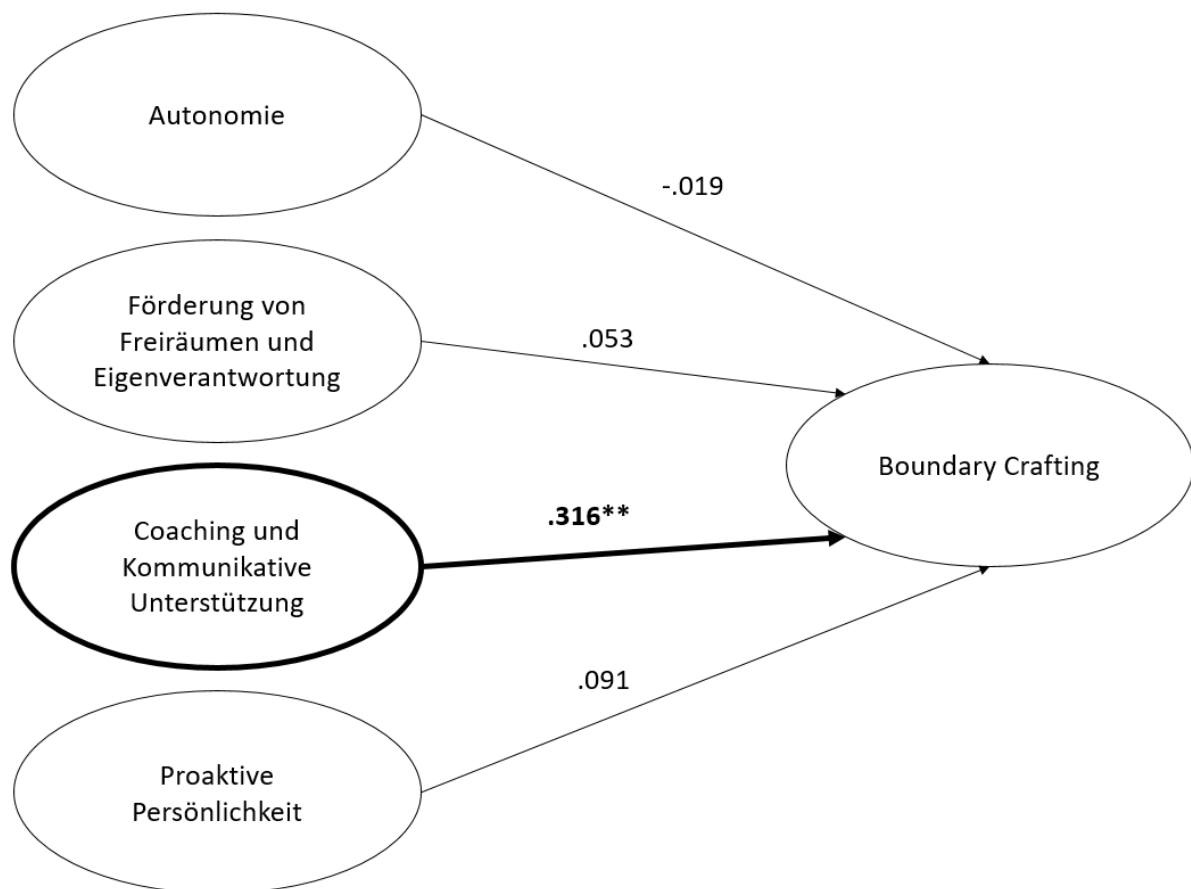 Autonomie
-.019
Förderung von
Freiräumen und
Eigenverantwortung
.053
Boundary Crafting
Coaching und
Kommunikative
Unterstützung
.316**
.091
Proaktive
Persönlichkeit